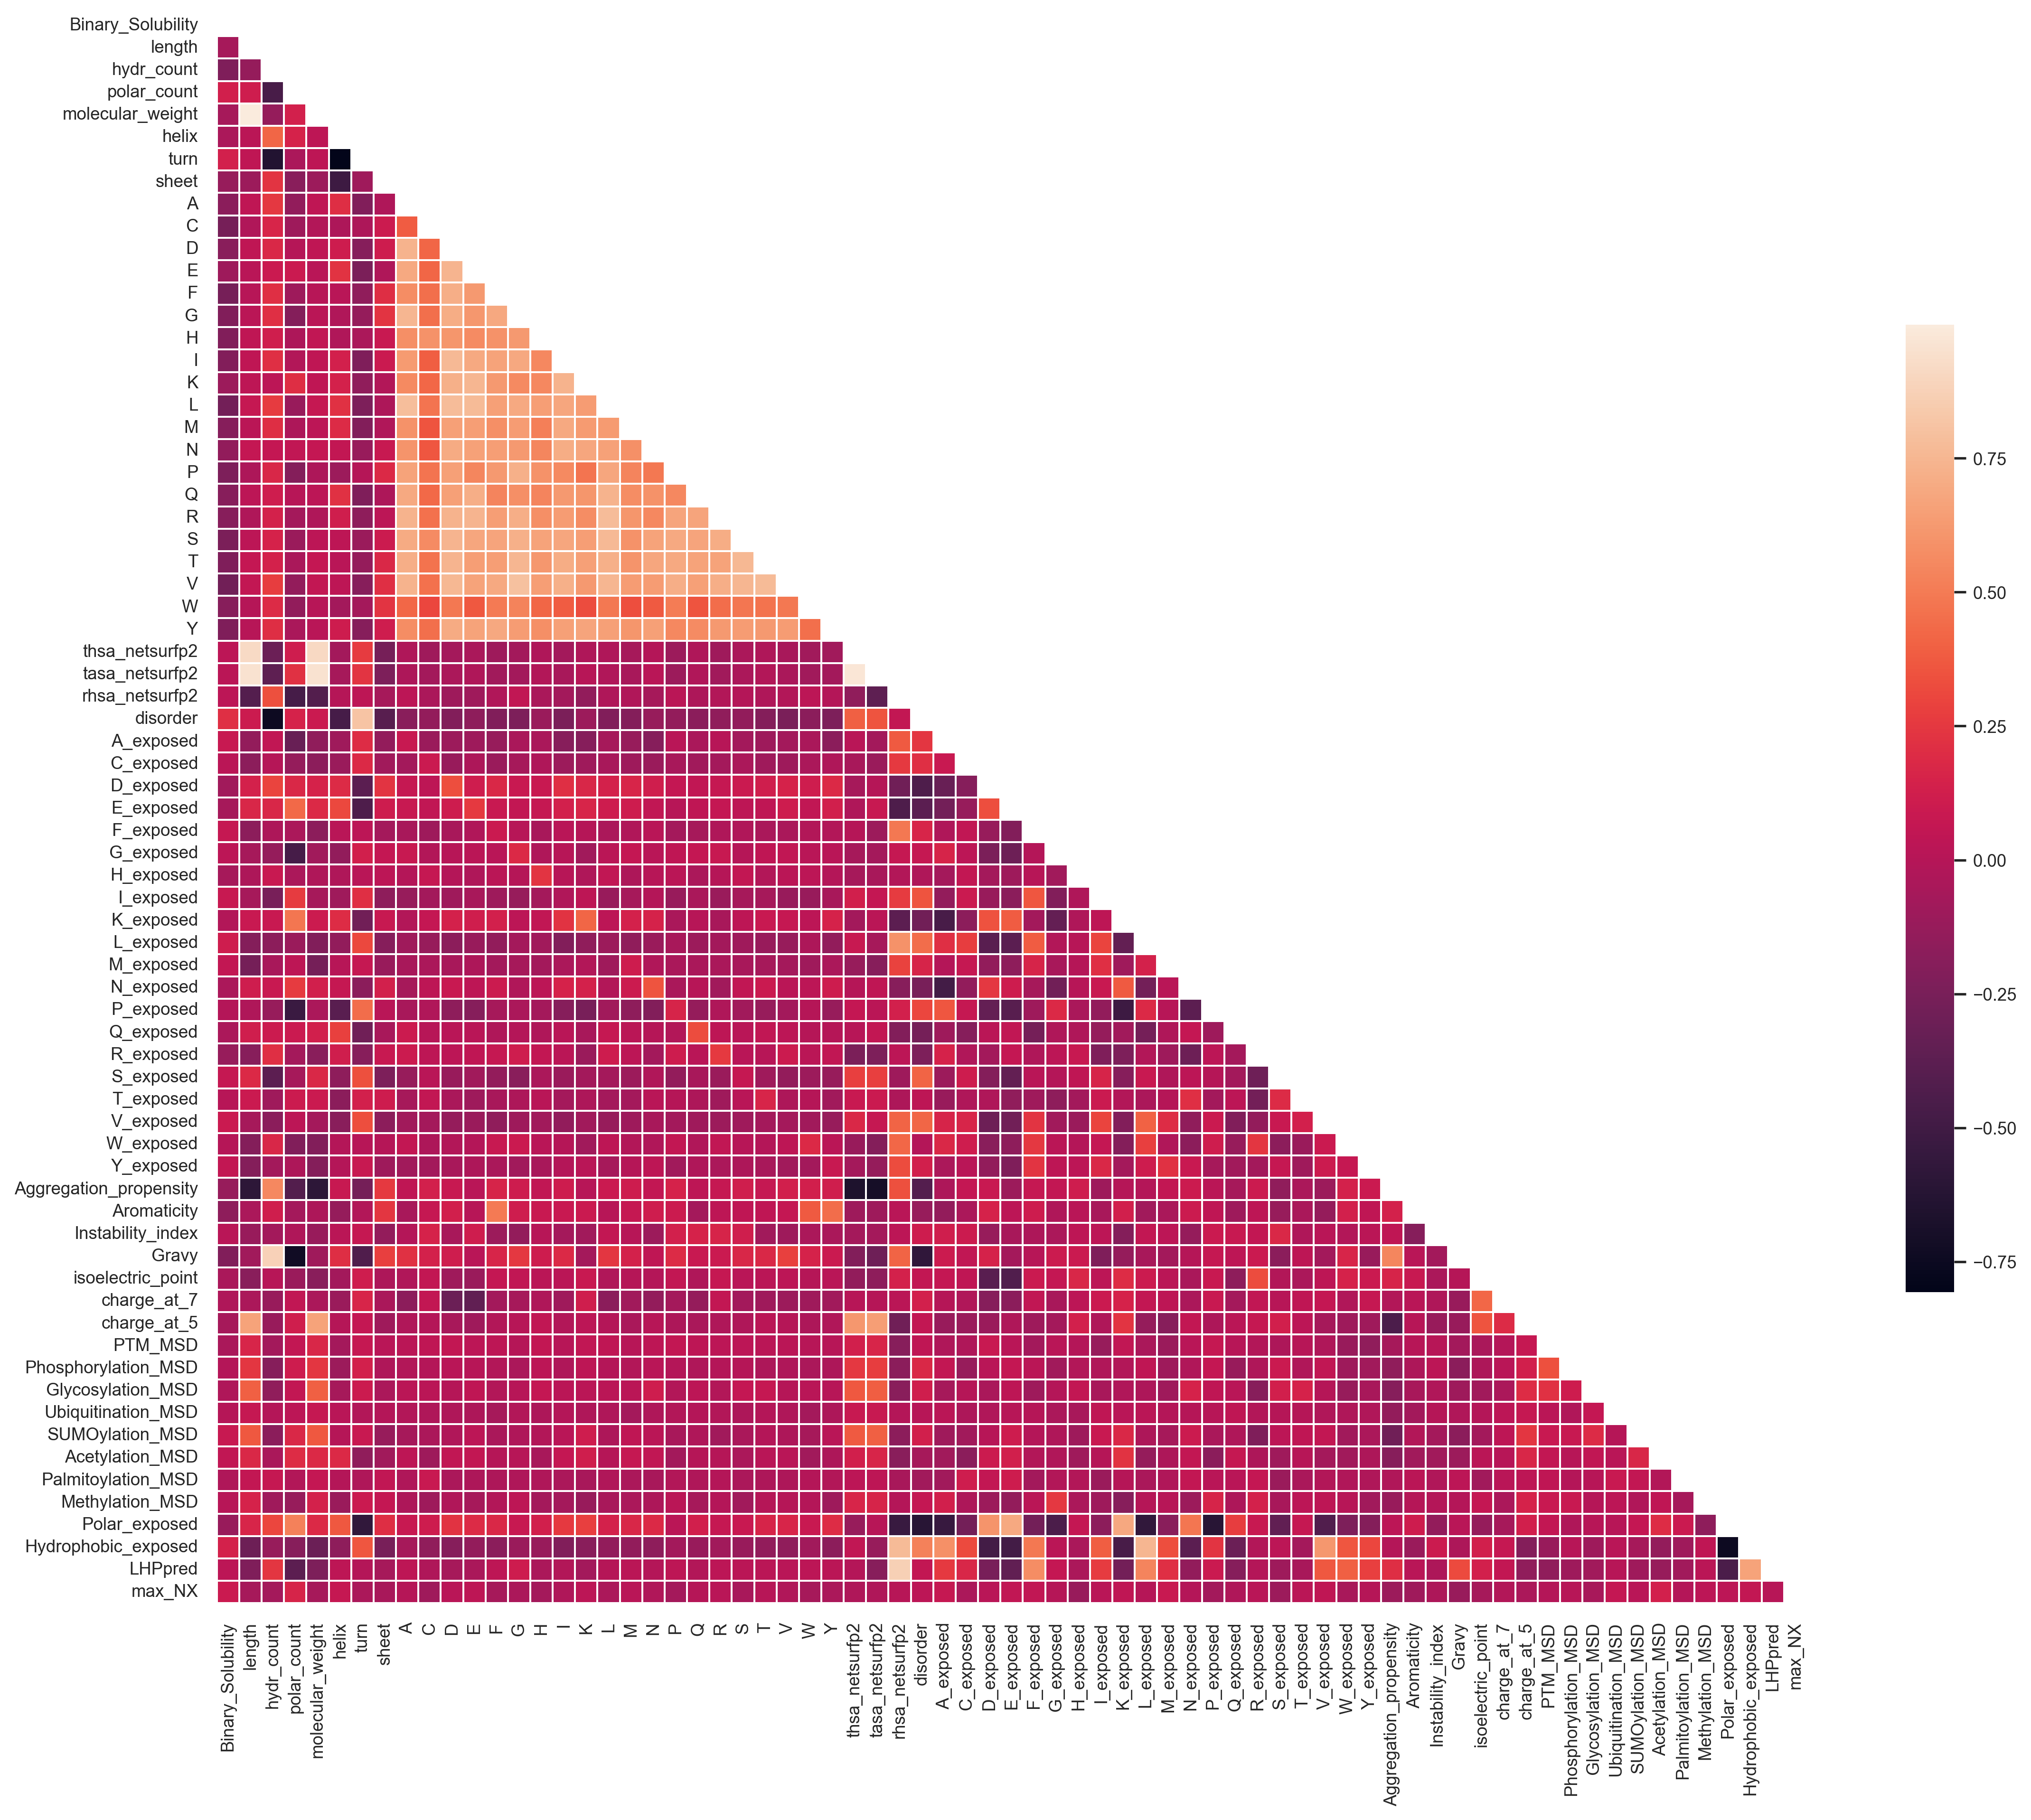 Binary_Solubility
length
hydr_count
polar_count
molecular_weight
helix
turn
sheet
A
C
D
E
F
G
H
I
K
L
M
N
P
Q
R
S
T
V
W
Y
thsa_netsurfp2
tasa_netsurfp2
rhsa_netsurfp2
disorder
A_exposed
C_exposed
D_exposed
E_exposed
F_exposed
G_exposed
H_exposed
I_exposed
K_exposed
L_exposed
M_exposed
N_exposed
P_exposed
Q_exposed
R_exposed
S_exposed
T_exposed
V_exposed
W_exposed
Y_exposed
Aggregation_propensity
Aromaticity
Instability_index
Gravy
isoelectric_point
charge_at_7
charge_at_5
PTM_MSD
Phosphorylation_MSD
Glycosylation_MSD
Ubiquitination_MSD
SUMOylation_MSD
Acetylation_MSD
Palmitoylation_MSD
Methylation_MSD
Polar_exposed
Hydrophobic_exposed
LHPpred
max_NX
Binary_Solubility
length
hydr_count
polar_count
molecular_weight
helix
turn
sheet
A
C
D
E
F
G
H
I
K
L
M
N
P
Q
R
S
T
V
W
Y
thsa_netsurfp2
tasa_netsurfp2
rhsa_netsurfp2
disorder
A_exposed
C_exposed
D_exposed
E_exposed
F_exposed
G_exposed
H_exposed
I_exposed
K_exposed
L_exposed
M_exposed
N_exposed
P_exposed
Q_exposed
R_exposed
S_exposed
T_exposed
V_exposed
W_exposed
Y_exposed
Aggregation_propensity
Aromaticity
Instability_index
Gravy
isoelectric_point
charge_at_7
charge_at_5
PTM_MSD
Phosphorylation_MSD
Glycosylation_MSD
Ubiquitination_MSD
SUMOylation_MSD
Acetylation_MSD
Palmitoylation_MSD
Methylation_MSD
Polar_exposed
Hydrophobic_exposed
LHPpred
max_NX
0.75
0.50
0.25
0.00
−0.25
−0.50
−0.75